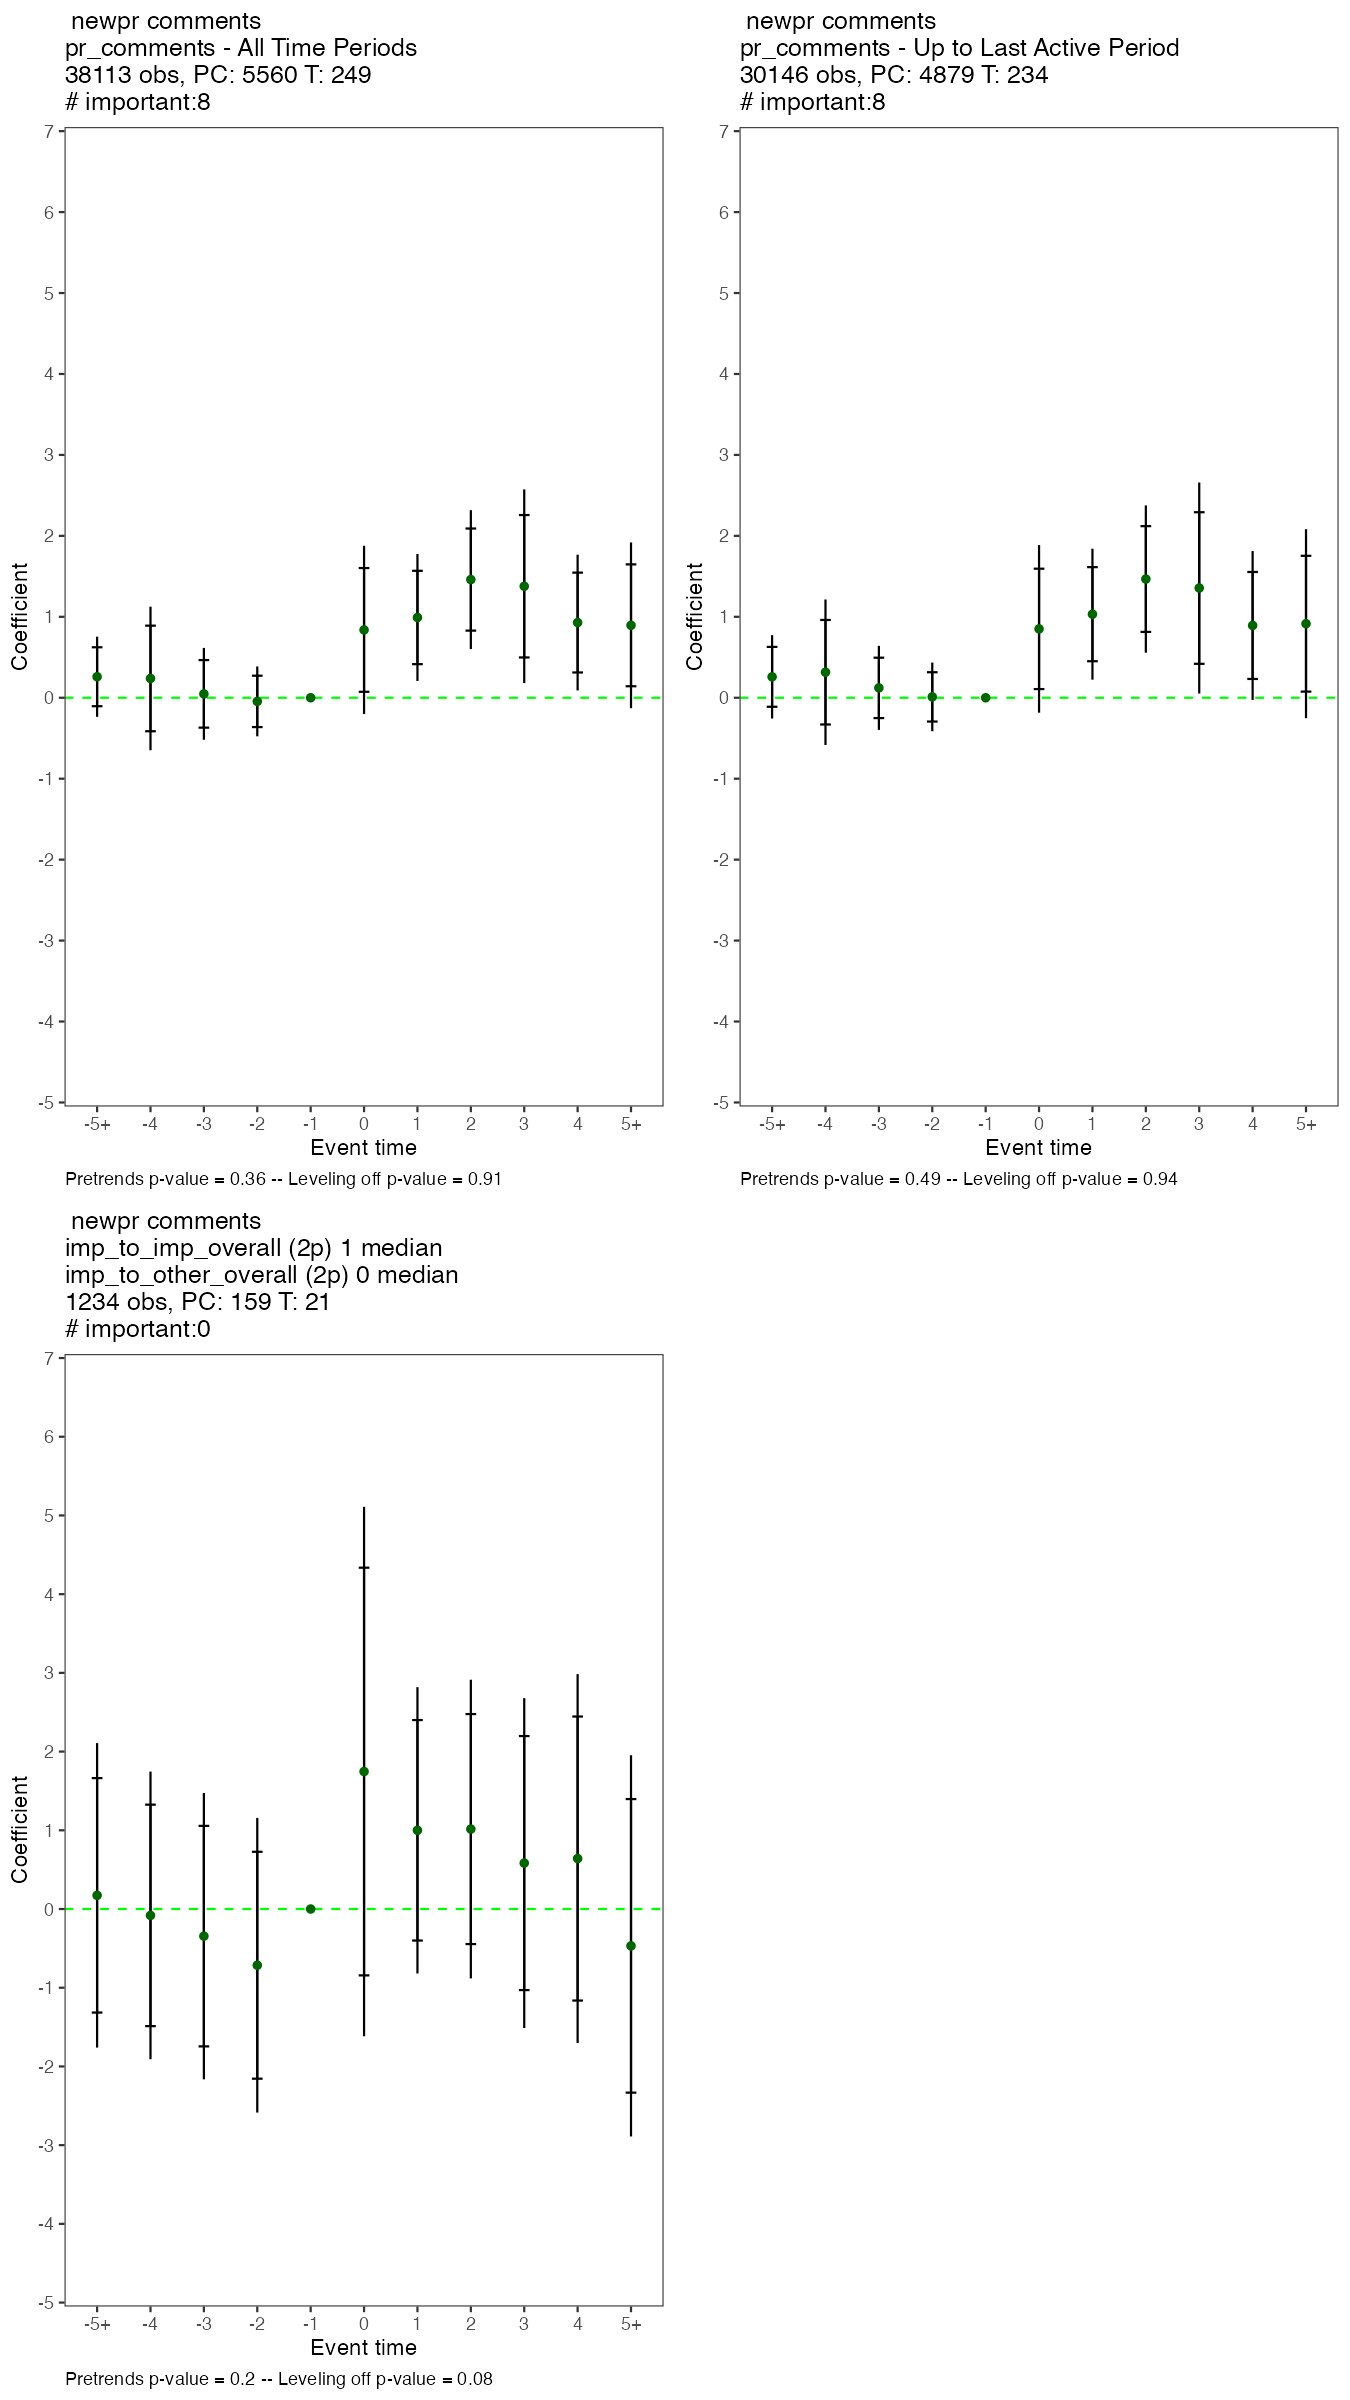 newpr comments
pr_comments - All Time Periods
38113 obs, PC: 5560 T: 249
# important:8
7
6
5
4
3
2
1
0
-1
-2
-3
-4
-5
Coefficient
-5+ -4 -3 -2 -1 0 1 2 3 4 5+
Event time
Pretrends p-value = 0.36 -- Leveling off p-value = 0.91
newpr comments
pr_comments - Up to Last Active Period
30146 obs, PC: 4879 T: 234
# important:8
7
6
5
4
3
2
1
0
-1
-2
-3
-4
-5
Coefficient
-5+ -4 -3 -2 -1 0 1 2 3 4 5+
Event time
Pretrends p-value = 0.49 -- Leveling off p-value = 0.94
newpr comments
imp_to_imp_overall (2p) 1 median
imp_to_other_overall (2p) 0 median
1234 obs, PC: 159 T: 21
# important:0
7
6
5
4
3
2
1
0
-1
-2
-3
-4
-5
Coefficient
-5+ -4 -3 -2 -1 0 1 2 3 4 5+
Event time
Pretrends p-value = 0.2 -- Leveling off p-value = 0.08